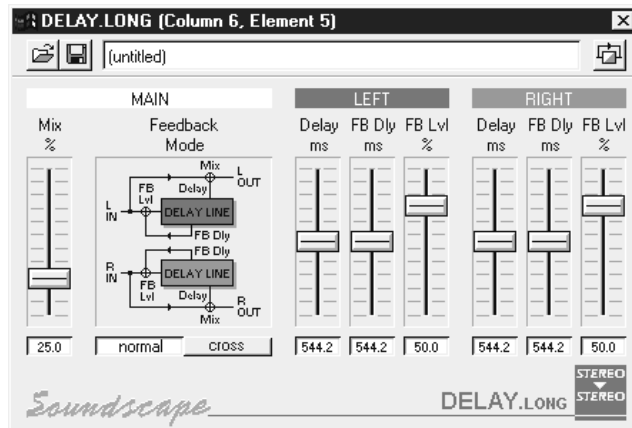 DELAY.LONG (Column 6, Element 5)
(untitled)
MAIN
LEFT
RIGHT
Mix
%
Feedback
Mode
Delay
ms
FB Dly
ms
FB Lvl
%
Delay
ms
FB Dly
ms
FB Lvl
%
Mix
L
OUT
FB
Lvl
Delay
L
IN
DELAY LINE
FB Dly
FB Dly
R
IN
DELAY LINE
FB
Lvl
Delay
R
OUT
Mix
25.0
normal
cross
544.2
544.2
50.0
544.2
544.2
50.0
Soundscape
DELAY.LONG
STEREO
STEREO